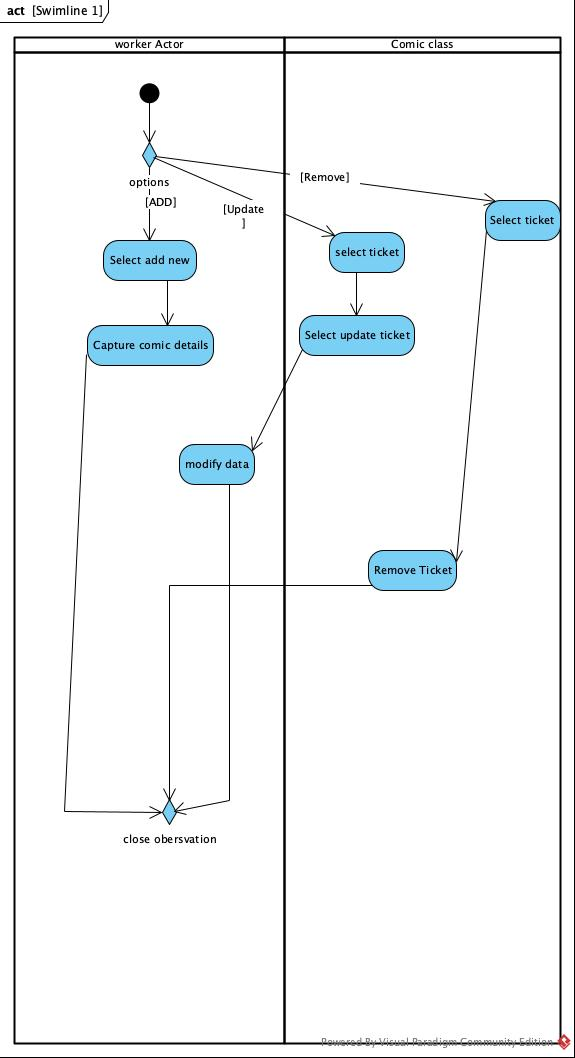 act [Swimline 1]
worker Actor
Comic class
options
[ADD]
[Update
]
[Remove]
Select ticket
select ticket
Select add new
Select update ticket
Capture comic details
modify data
Remove Ticket
close obersvation
Powered By Visual Paradigm Community Edition